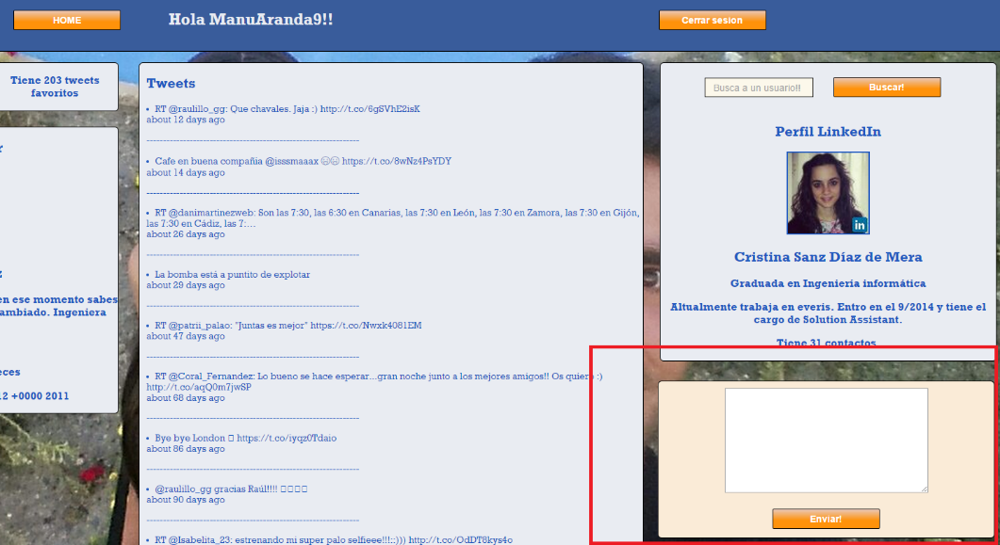 HOME
Hola ManuAranda9!!
Cerrar sesion
Tiene 203 tweets
favoritos
en ese momento sabes
ambiado. Ingeniera
eces
12 +0000 2011
Tweets
• RT @raulillo_gg: Que chavales. Jaja :) http://t.co/6gSVhE2isK
about 12 days ago
----------------------------------------------------------------
• Cafe en buena compañia @isssmaaax ☹☹ https://t.co/8wNz4PsYDY
about 14 days ago
----------------------------------------------------------------
• RT @danimartinezweb: Son las 7:30, las 6:30 en Canarias, las 7:30 en León, las 7:30 en Zamora, las 7:30 en Gijón,
las 7:30 en Cádiz, las 7:...
about 26 days ago
----------------------------------------------------------------
• La bomba está a puntito de explotar
about 29 days ago
----------------------------------------------------------------
• RT @patrii_palao: "Juntas es mejor" https://t.co/Nwxk4081EM
about 47 days ago
----------------------------------------------------------------
• RT @Coral_Fernandez: Lo bueno se hace esperar...gran noche junto a los mejores amigos!! Os quiero :)
http://t.co/aqQ0m7jwSP
about 68 days ago
----------------------------------------------------------------
• Bye bye London https://t.co/iyqz0Tdaio
about 86 days ago
----------------------------------------------------------------
• @raulillo_gg gracias Raúl!!!!
about 90 days ago
----------------------------------------------------------------
• RT @Isabelita_23: estrenando mi super palo selfieee!!!::))) http://t.co/OdDT8kys4o
Busca a un usuario!!
Buscar!
Perfil LinkedIn
in
Cristina Sanz Díaz de Mera
Graduada en Ingeniería informática
Altualmente trabaja en everis. Entro en el 9/2014 y tiene el
cargo de Solution Assistant.
Tiene 31 contactos
Enviar!